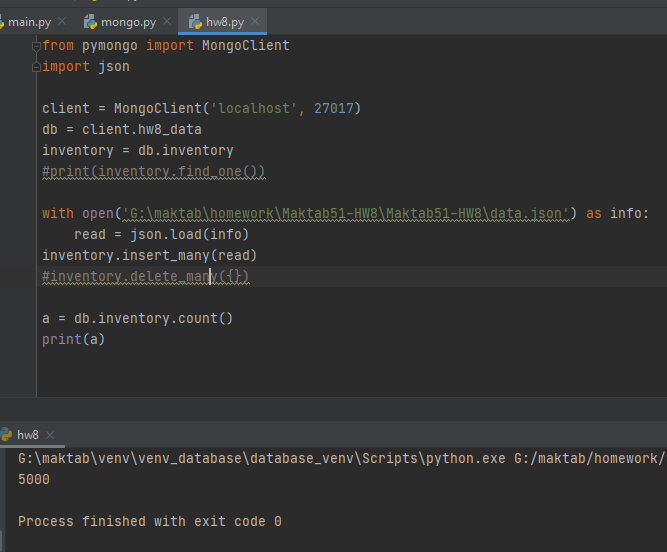 main.py mongo.py hw8.py
from pymongo import MongoClient
import json
client = MongoClient('localhost', 27017)
db = client.hw8_data
inventory = db.inventory
#print(inventory.find_one())
with open('G:\maktab\homework\Maktab51-HW8\Maktab51-HW8\data.json') as info:
    read = json.load(info)
inventory.insert_many(read)
#inventory.delete_many({})
a = db.inventory.count()
print(a)
hw8
G:\maktab\venv\venv_database\database_venv\Scripts\python.exe G:/maktab/homework/
5000
Process finished with exit code 0